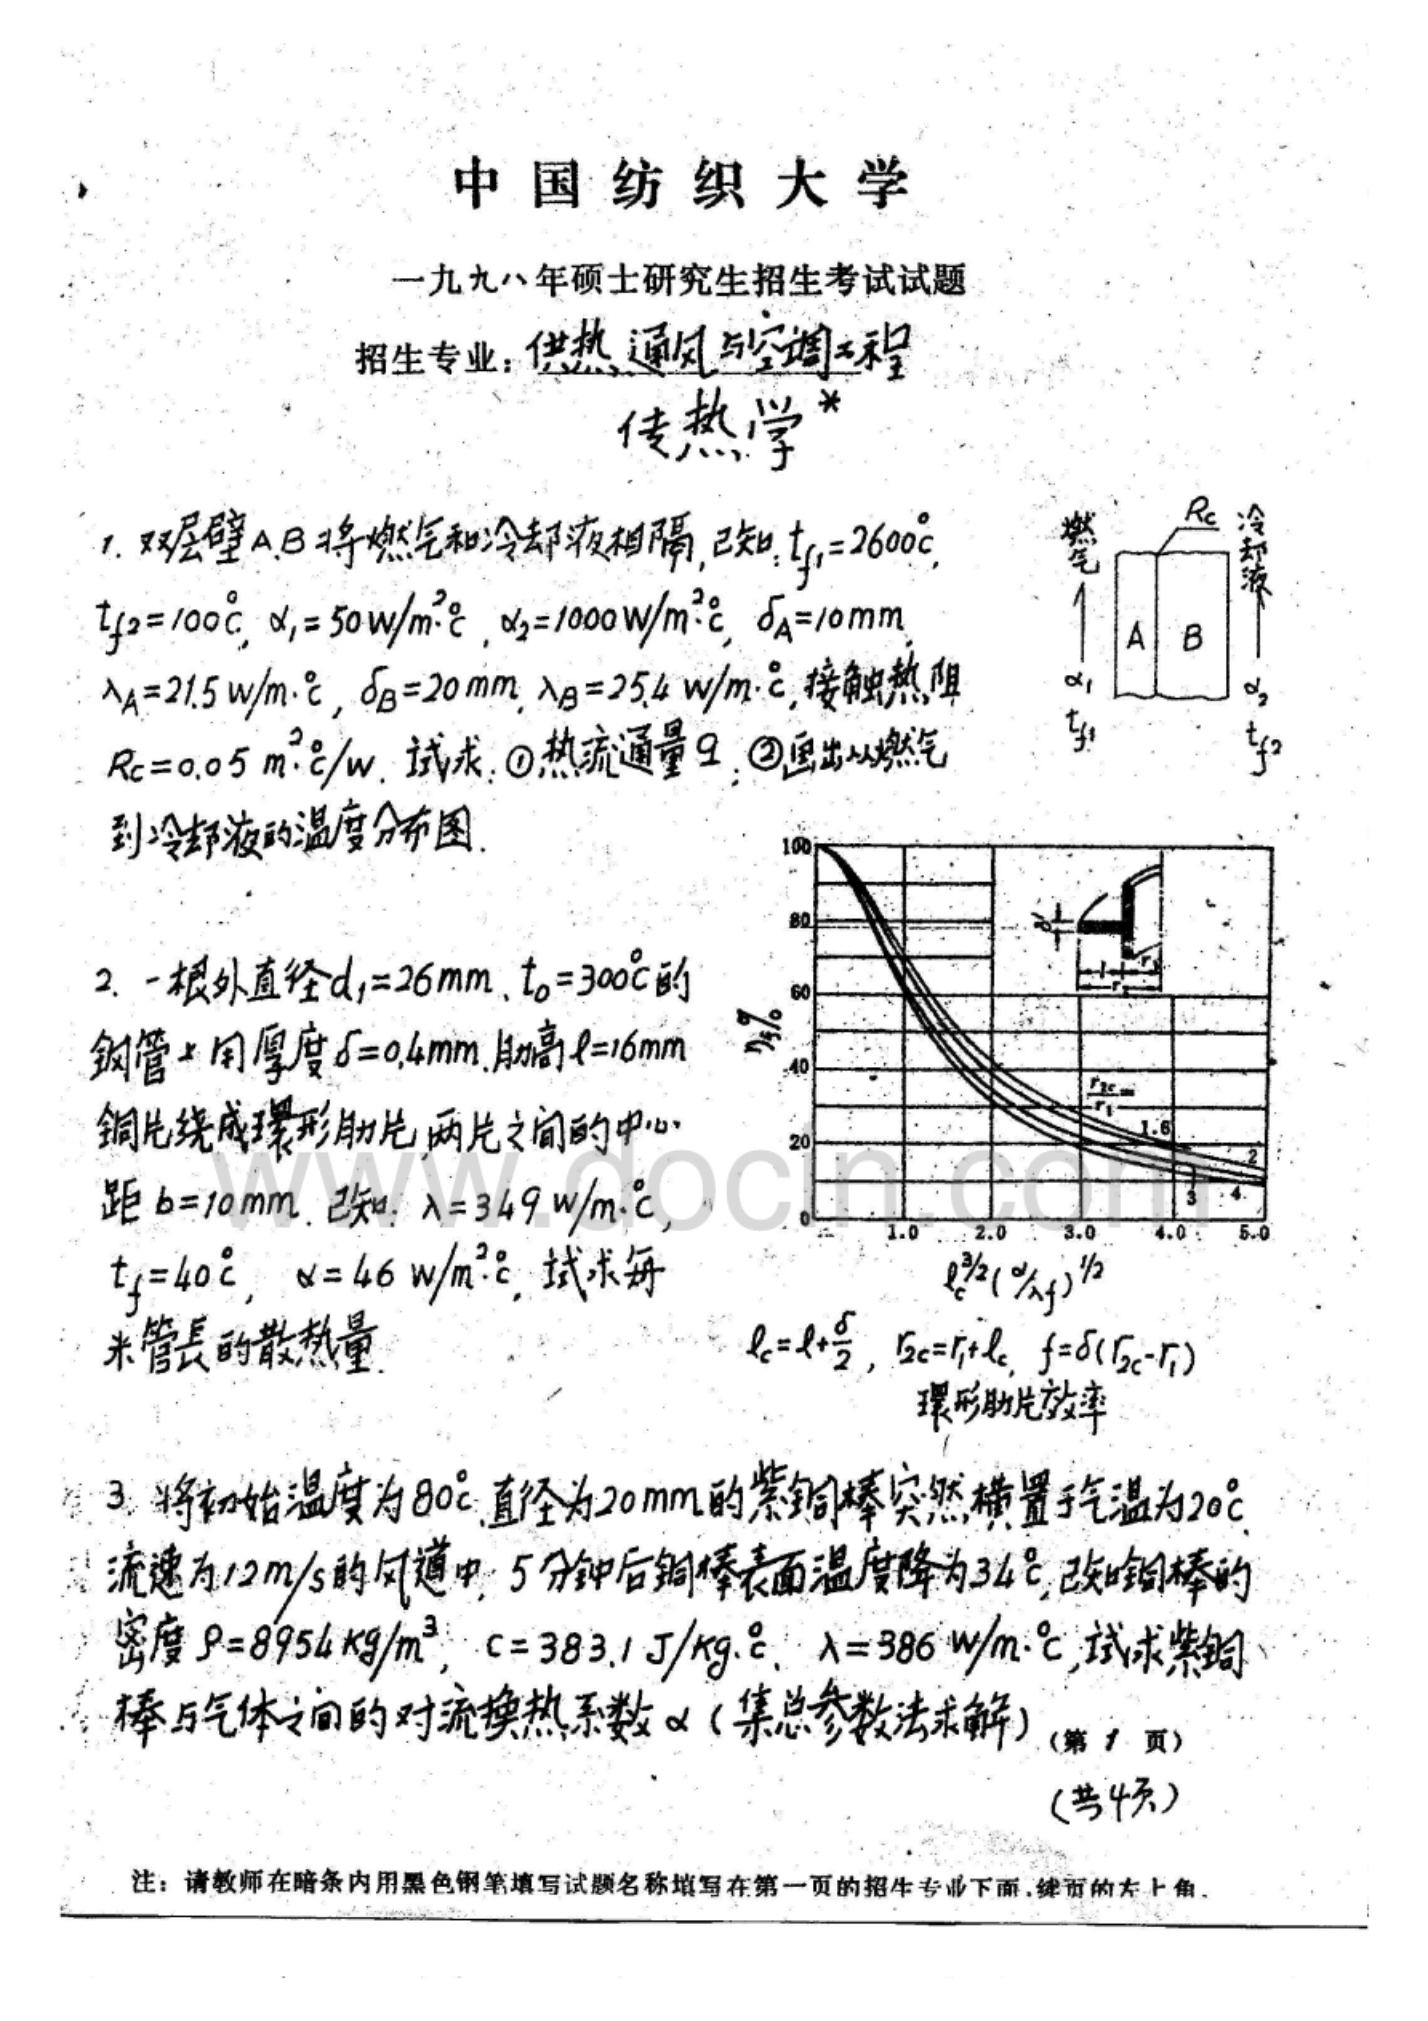 中国纺织大学
一九九八年硕士研究生招生考试试题
招生专业：供热通风与空调工程
传热学*
1. 双层壁A.B将燃气和冷却液相隔,已知:tf1=2600℃,
tf2=100℃, α1=50W/m²·℃, α2=1000W/m²·℃, δA=10mm,
λA=21.5W/m·℃, δB=20mm, λB=25.4 W/m·℃, 接触热阻
Rc=0.05 m²·℃/W. 试求:①热流通量q; ②画出从燃气
到冷却液的温度分布图.
燃气
Rc
冷却液
A
B
α1
tf1
α2
tf2
2. 一根外直径d1=26mm、t0=300℃的
钢管上用厚度δ=0.4mm.肋高l=16mm
铜片绕成環形肋片,两片之间的中心
距b=10mm. 已知: λ=349 W/m·℃,
tf=40℃, α=46 W/m²·℃, 试求每
米管長的散热量.
ηf%
100
80
60
40
20
0
1.0 2.0 3.0 4.0 5.0
δ
l
r1
r2
r2c/r1=
1.6
2
3
4
lc^3/2(α/λf)^1/2
lc=l+δ/2, r2c=r1+lc, f=δ(r2c-r1)
環形肋片效率
www.docin.com
3. 将初始温度为80℃,直径为20mm的紫铜棒突然横置于气温为20℃,
流速为12m/s的风道中, 5分钟后铜棒表面温度降为34℃,已知铜棒的
密度ρ=8954kg/m³, c=383.1 J/kg·℃, λ=386 W/m·℃,试求紫铜
棒与气体之间的对流换热系数α(集总参数法求解)
(第 1 页)
(共4页)
注：请教师在暗条内用黑色钢笔填写试题名称填写在第一页的招生专业下面,续页的左上角.